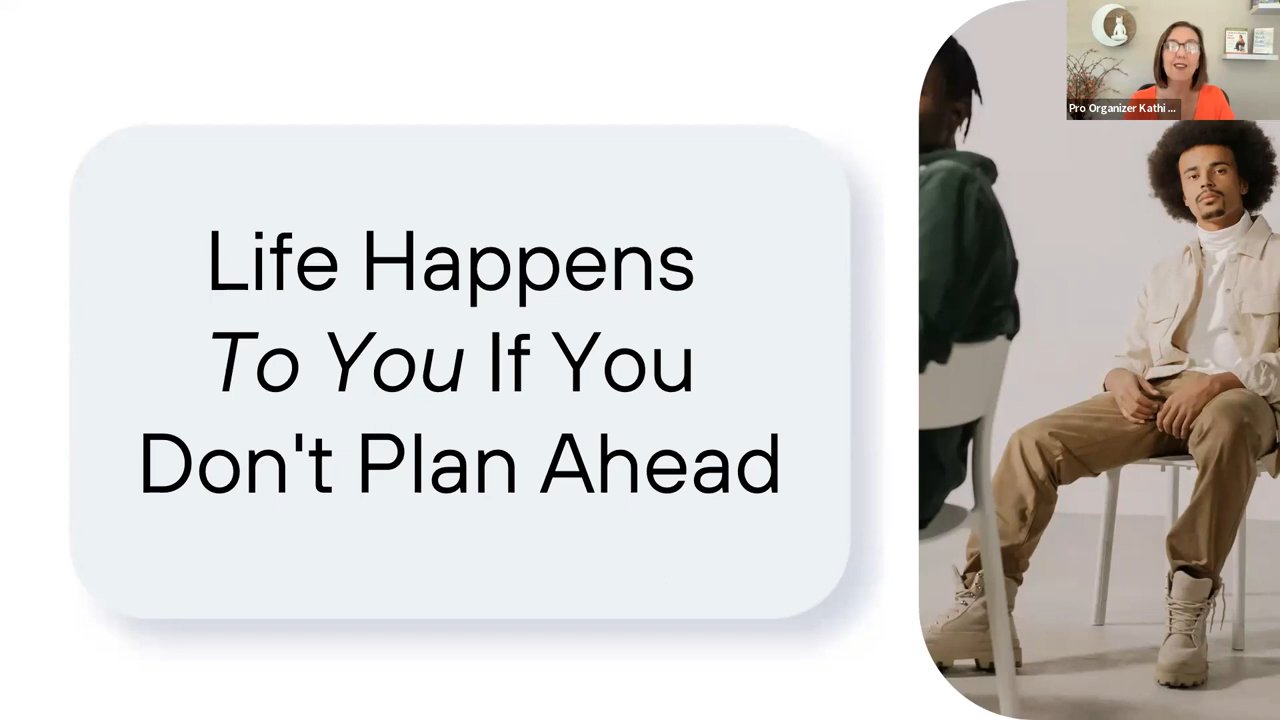 Life Happens
To You If You
Don't Plan Ahead
Pro Organizer Kathi ...